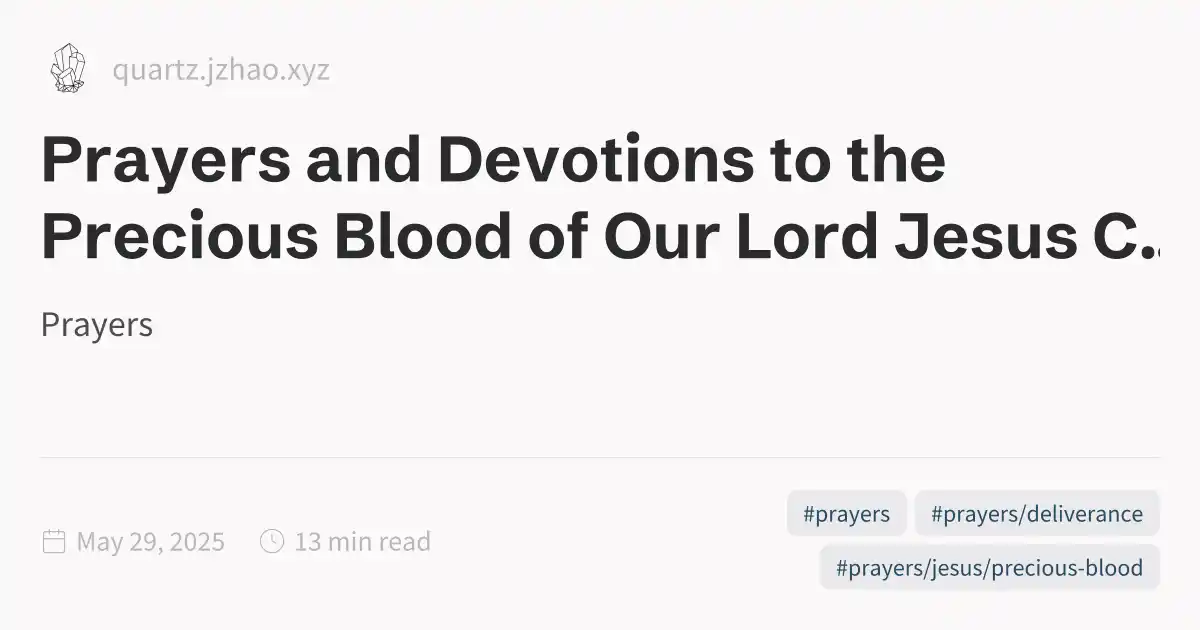 quartz.jzhao.xyz
Prayers and Devotions to the
Precious Blood of Our Lord Jesus C..
Prayers
May 29, 2025
13 min read
#prayers
#prayers/deliverance
#prayers/jesus/precious-blood